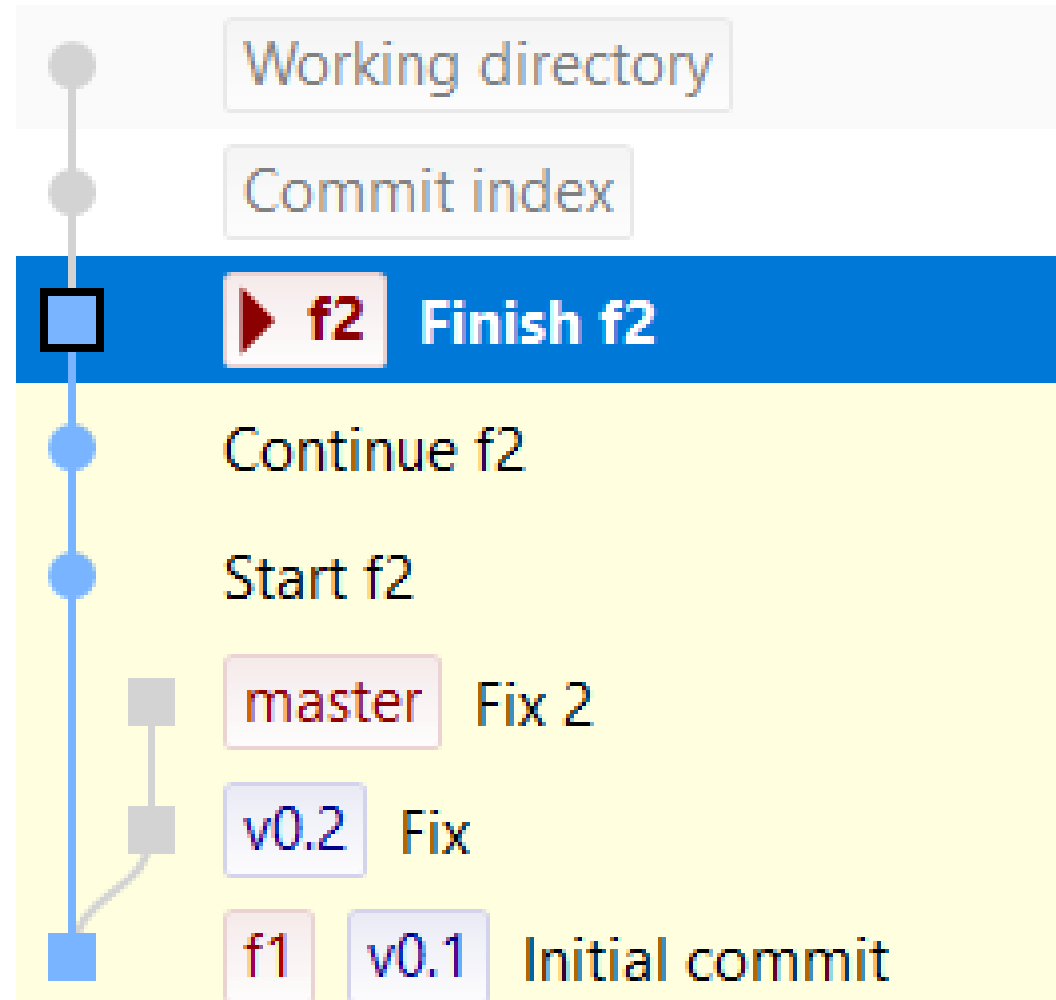 Working directory
Commit index
f2 Finish f2
Continue f2
Start f2
master Fix 2
v0.2 Fix
f1 v0.1 Initial commit